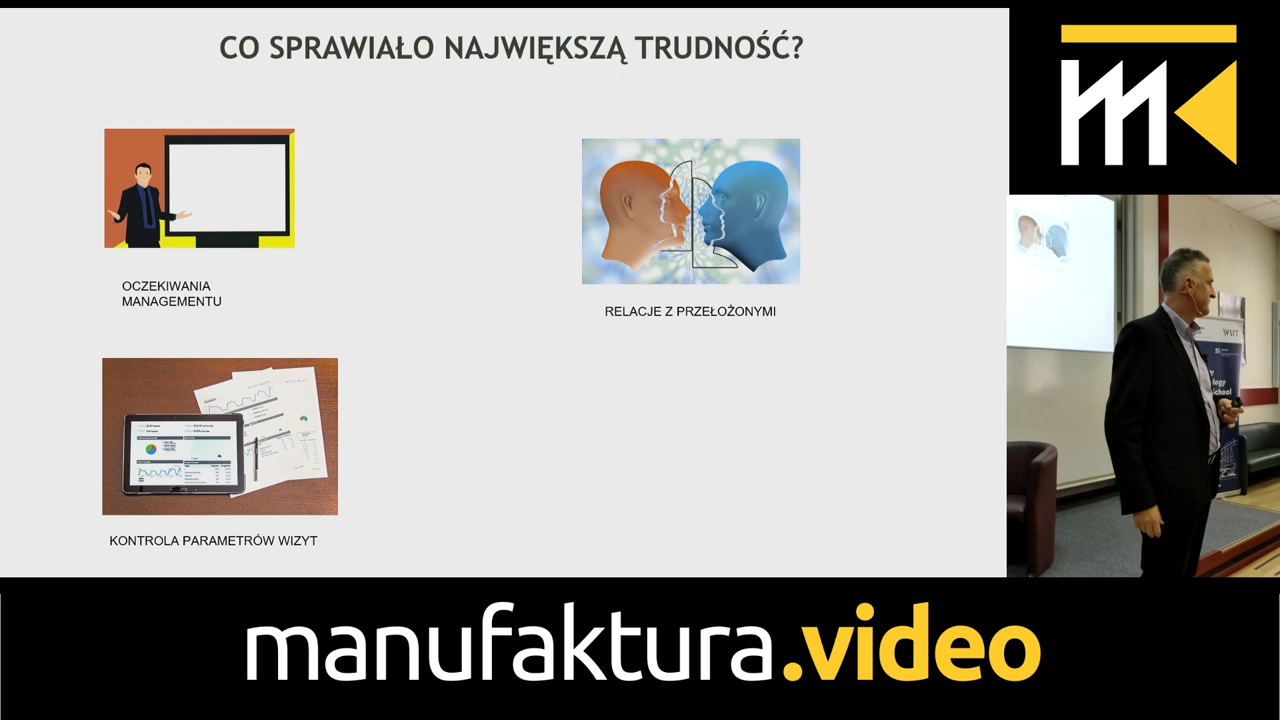 CO SPRAWIAŁO NAJWIĘKSZĄ TRUDNOŚĆ?
OCZEKIWANIA
MANAGEMENTU
RELACJE Z PRZEŁOŻONYMI
KONTROLA PARAMETRÓW WIZYT
manufaktura.video